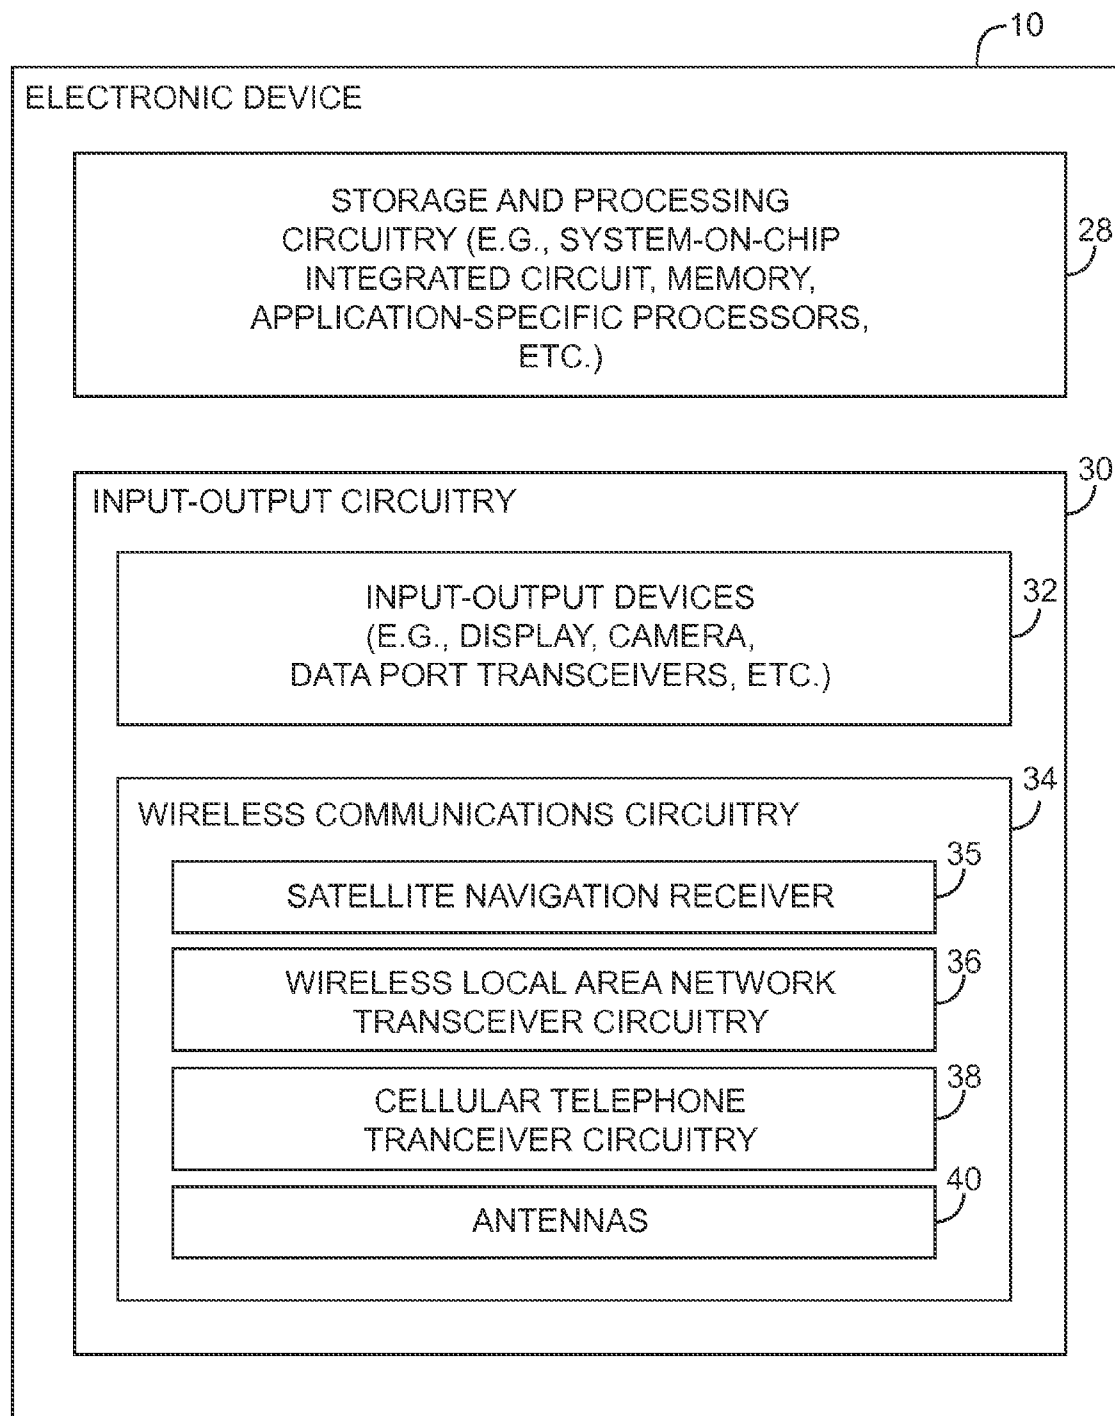 10
ELECTRONIC DEVICE
STORAGE AND PROCESSING
CIRCUITRY (E.G., SYSTEM-ON-CHIP
INTEGRATED CIRCUIT, MEMORY,
APPLICATION-SPECIFIC PROCESSORS,
ETC.)
28
30
INPUT-OUTPUT CIRCUITRY
INPUT-OUTPUT DEVICES
(E.G., DISPLAY, CAMERA,
DATA PORT TRANSCEIVERS, ETC.)
32
34
WIRELESS COMMUNICATIONS CIRCUITRY
35
SATELLITE NAVIGATION RECEIVER
36
WIRELESS LOCAL AREA NETWORK
TRANSCEIVER CIRCUITRY
38
CELLULAR TELEPHONE
TRANCEIVER CIRCUITRY
40
ANTENNAS